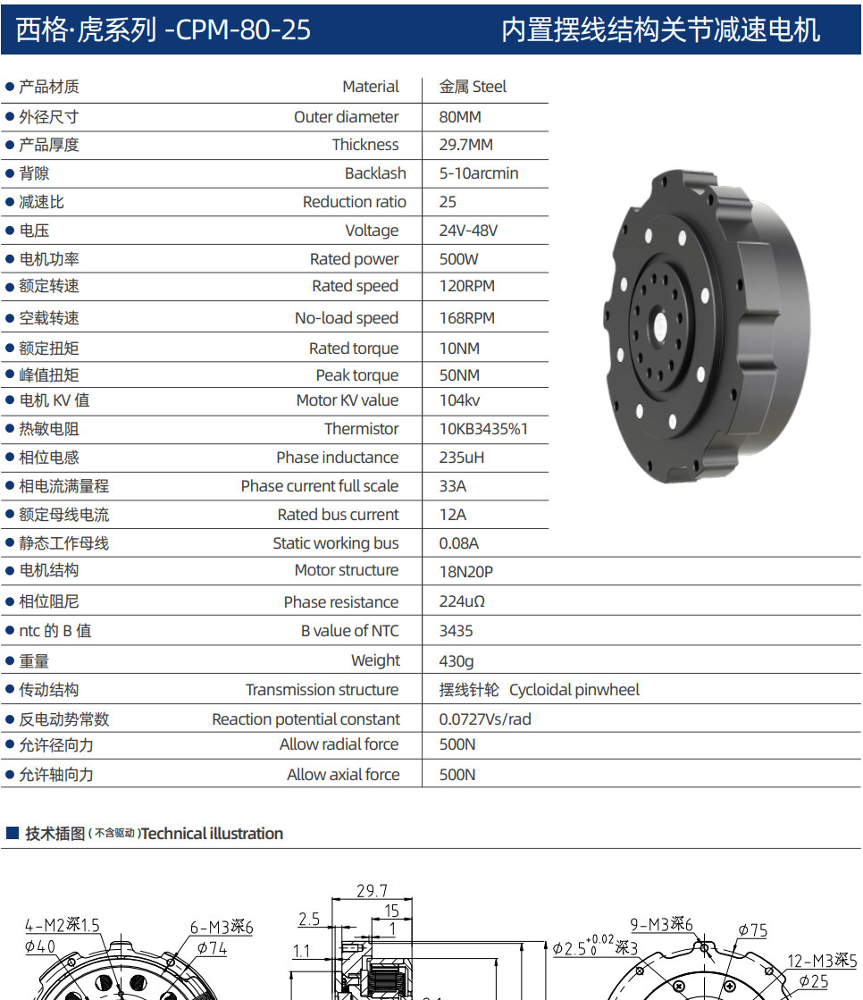 西格·虎系列 -CPM-80-25 内置摆线结构关节减速电机
产品材质 Material 金属 Steel
外径尺寸 Outer diameter 80MM
产品厚度 Thickness 29.7MM
背隙 Backlash 5-10arcmin
减速比 Reduction ratio 25
电压 Voltage 24V-48V
电机功率 Rated power 500W
额定转速 Rated speed 120RPM
空载转速 No-load speed 168RPM
额定扭矩 Rated torque 10NM
峰值扭矩 Peak torque 50NM
电机 KV 值 Motor KV value 104kv
热敏电阻 Thermistor 10KB3435%1
相位电感 Phase inductance 235uH
相电流满量程 Phase current full scale 33A
额定母线电流 Rated bus current 12A
静态工作母线 Static working bus 0.08A
电机结构 Motor structure 18N20P
相位阻尼 Phase resistance 224uΩ
ntc 的 B 值 B value of NTC 3435
重量 Weight 430g
传动结构 Transmission structure 摆线针轮 Cycloidal pinwheel
反电动势常数 Reaction potential constant 0.0727Vs/rad
允许径向力 Allow radial force 500N
允许轴向力 Allow axial force 500N
技术插图 ( 不含驱动 )Technical illustration
29.7
15
2.5
1
1.1
4-M2深1.5
φ40
6-M3深6
φ74
9-M3深6
φ75
φ2.5 +0.02 0 深3
12-M3深5
φ25